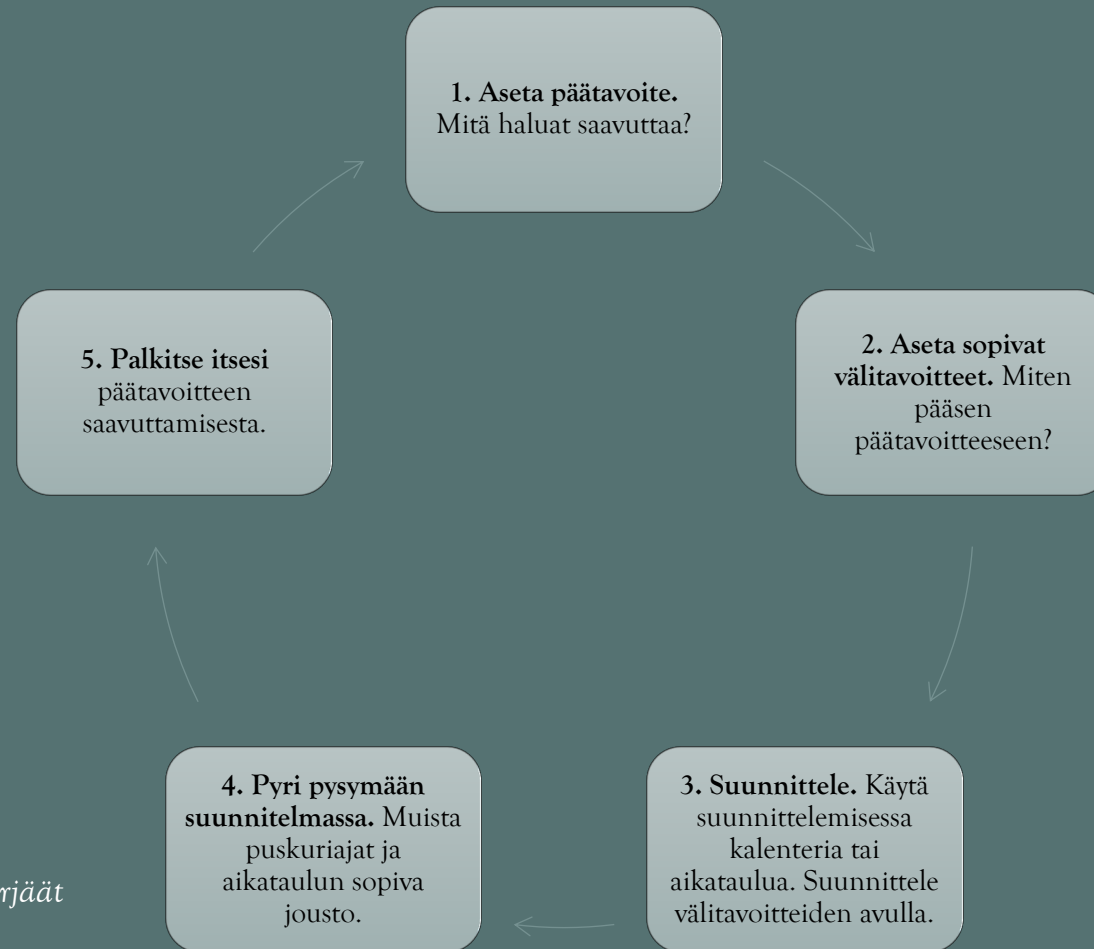 1. Aseta päätavoite.
Mitä haluat saavuttaa?
2. Aseta sopivat
välitavoitteet. Miten
pääsen
päätavoitteeseen?
3. Suunnittele. Käytä
suunnittelemisessa
kalenteria tai
aikataulua. Suunnittele
välitavoitteiden avulla.
4. Pyri pysymään
suunnitelmassa. Muista
puskuriajat ja
aikataulun sopiva
jousto.
5. Palkitse itsesi
päätavoitteen
saavuttamisesta.